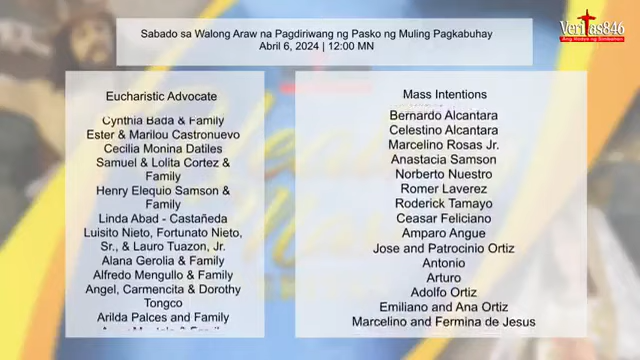 Sabado sa Walong Araw na Pagdiriwang ng Pasko ng Muling Pagkabuhay
Abril 6, 2024 | 12:00 MN
Veritas846
Ang Radyo ng Simbahan
Eucharistic Advocate
Cynthia Bada & Family
Ester & Marilou Castronuevo
Cecilia Monina Datiles
Samuel & Lolita Cortez &
Family
Henry Elequio Samson &
Family
Linda Abad - Castañeda
Luisito Nieto, Fortunato Nieto,
Sr., & Lauro Tuazon, Jr.
Alana Gerolia & Family
Alfredo Mengullo & Family
Angel, Carmencita & Dorothy
Tongco
Arilda Palces and Family
Mass Intentions
Bernardo Alcantara
Celestino Alcantara
Marcelino Rosas Jr.
Anastacia Samson
Norberto Nuestro
Romer Laverez
Roderick Tamayo
Ceasar Feliciano
Amparo Angue
Jose and Patrocinio Ortiz
Antonio
Arturo
Adolfo Ortiz
Emiliano and Ana Ortiz
Marcelino and Fermina de Jesus